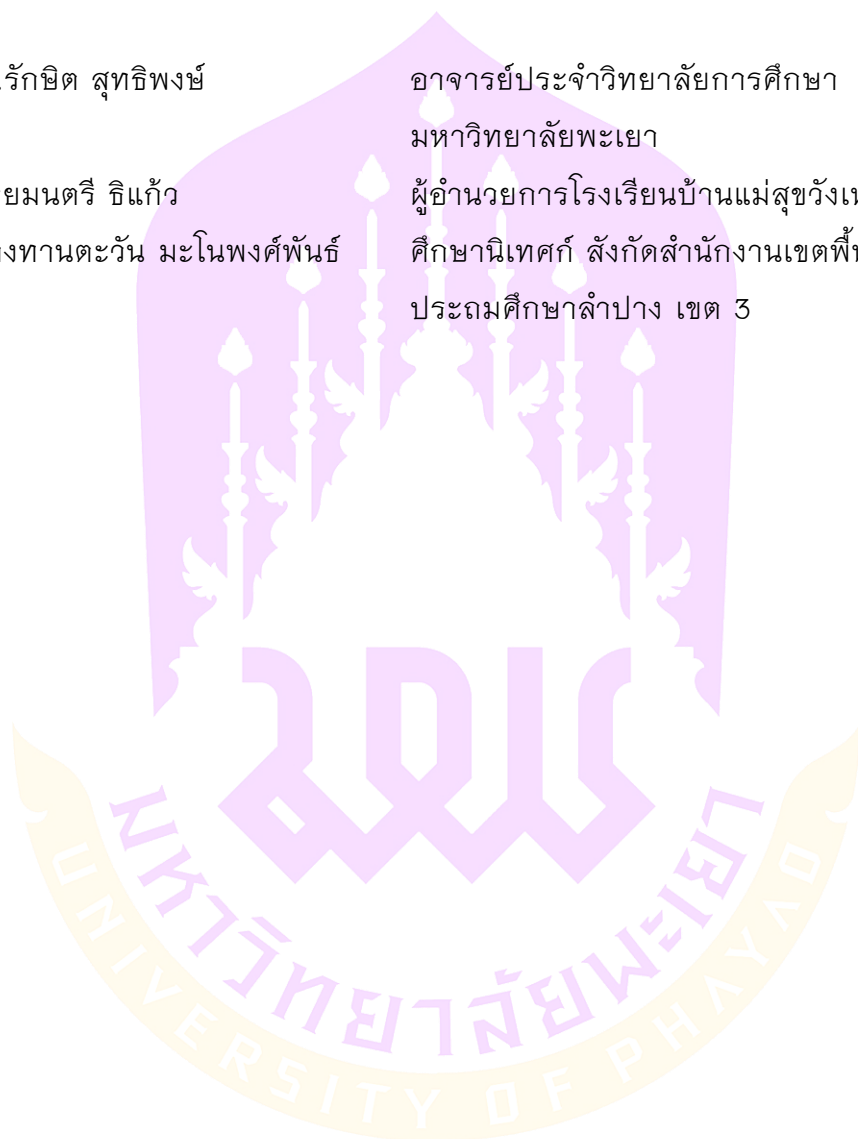 .รักษิต สุทธิพงษ์ อาจารย์ประจำวิทยาลัยการศึกษา
มหาวิทยาลัยพะเยา
ยมนตรี ธิแก้ว ผู้อำนวยการโรงเรียนบ้านแม่สุขวังเห
งทานตะวัน มะโนพงศ์พันธ์ ศึกษานิเทศก์ สังกัดสำนักงานเขตพื้น
ประถมศึกษาลำปาง เขต 3
มพ
มหาวิทยาลัยพะเยา
UNIVERSITY OF PHAYAO